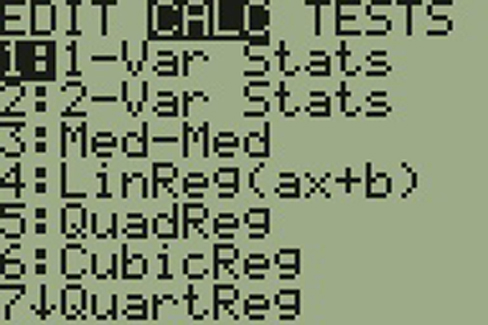 EDIT CALC TESTS
1:1-Var Stats
2:2-Var Stats
3:Med-Med
4:LinReg(ax+b)
5:QuadReg
6:CubicReg
7↓QuartReg